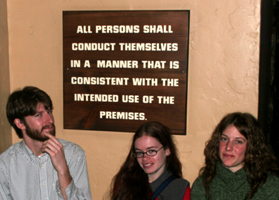 ALL PERSONS SHALL
CONDUCT THEMSELVES
IN A MANNER THAT IS
CONSISTENT WITH THE
INTENDED USE OF THE
PREMISES.